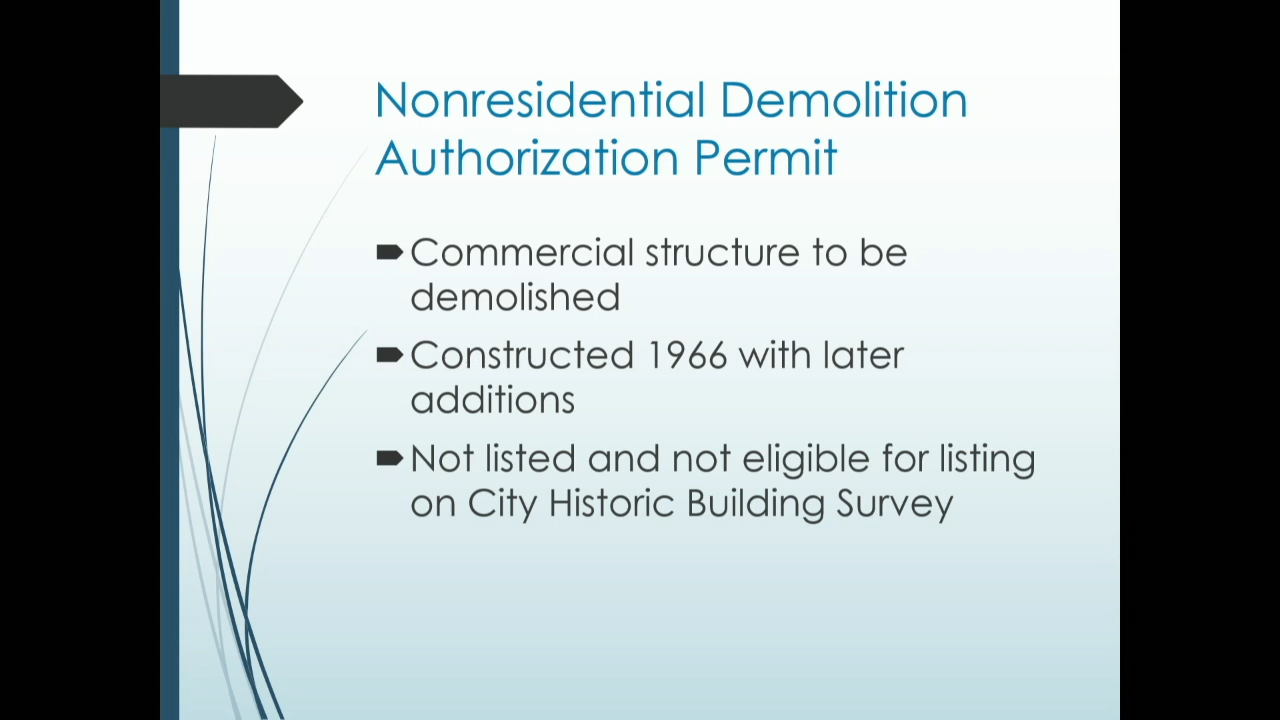 Nonresidential Demolition
Authorization Permit
Commercial structure to be
demolished
Constructed 1966 with later
additions
Not listed and not eligible for listing
on City Historic Building Survey